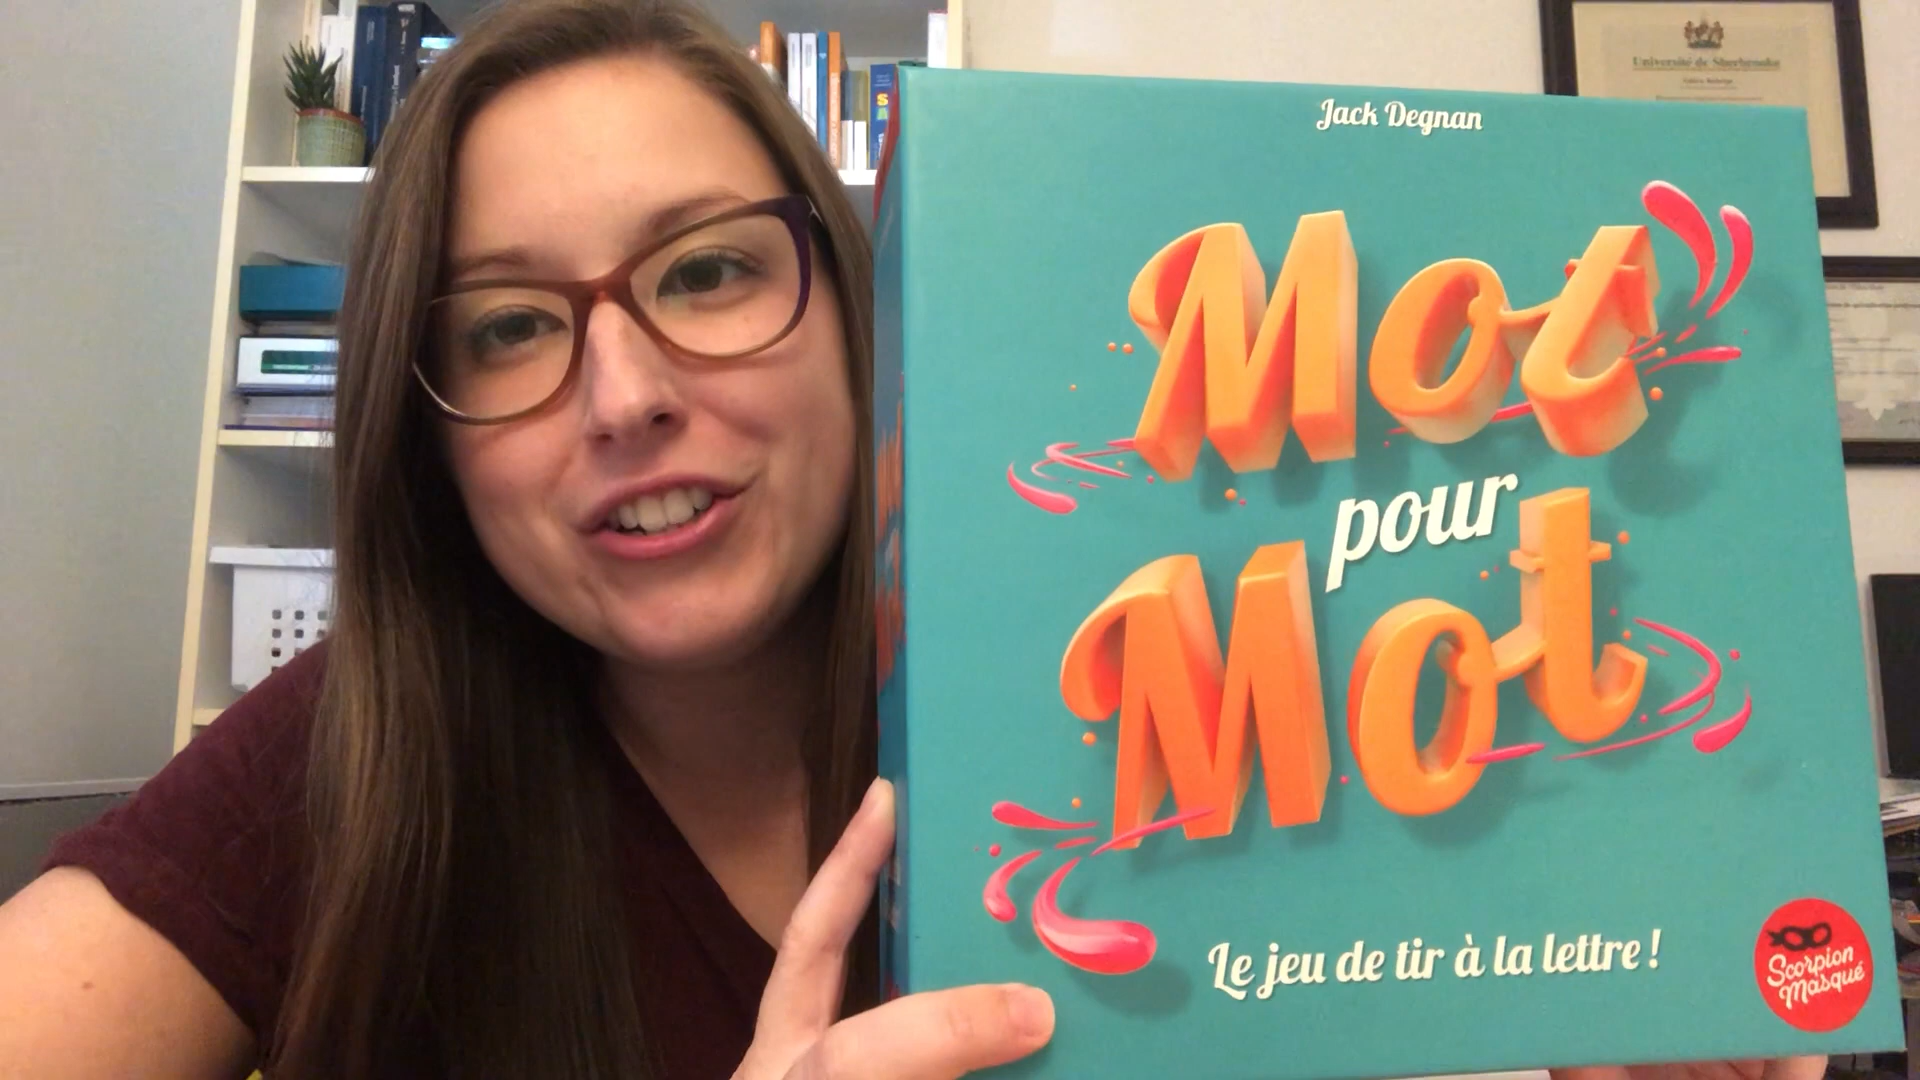 Université de Sherbrooke
Jack Degnan
Mot
pour
Mot
Le jeu de tir à la lettre !
Scorpion
Masqué